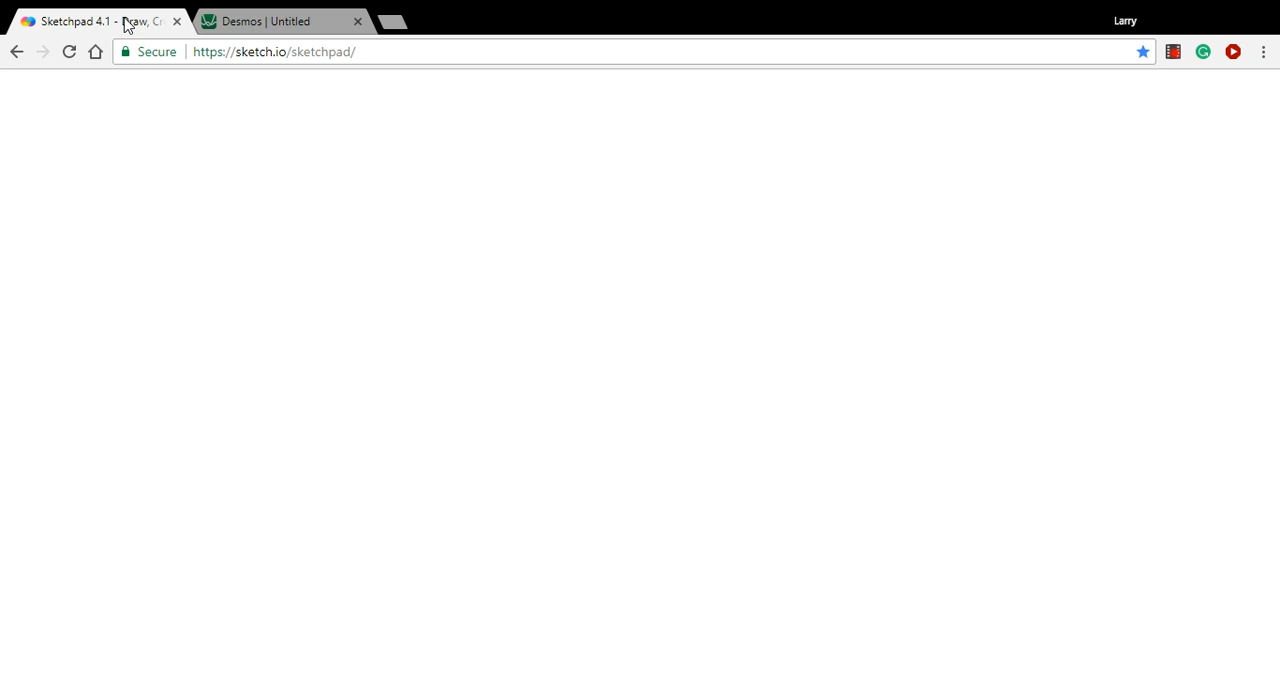 Sketchpad 4.1 - Draw, Cr
Desmos | Untitled
Larry
Secure
https://sketch.io/sketchpad/